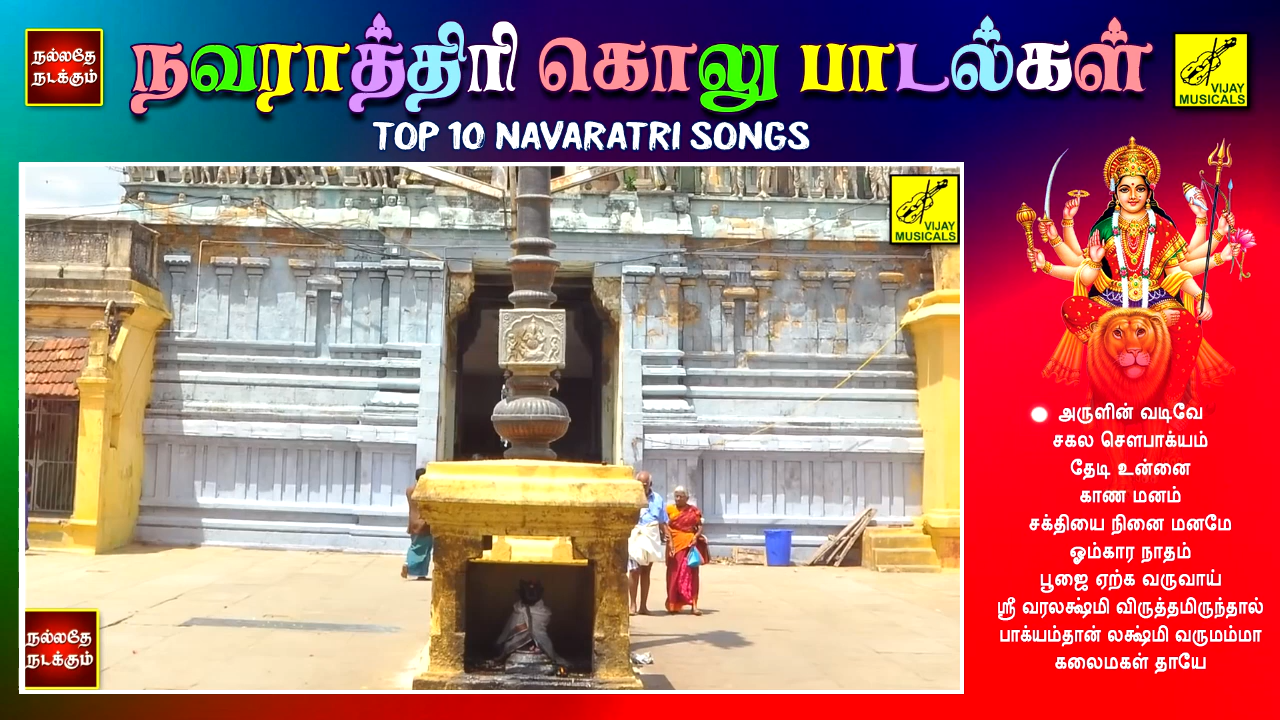 நல்லதே
நடக்கும்
நவராத்திரி கொலு பாடல்கள்
VIJAY
MUSICALS
TOP 10 NAVARATRI SONGS
VIJAY
MUSICALS
அருளின் வடிவே
சகல சௌபாக்யம்
தேடி உன்னை
காண மனம்
சக்தியை நினை மனமே
ஓம்கார நாதம்
பூஜை ஏற்க வருவாய்
ஸ்ரீ வரலக்ஷ்மி விருத்தமிருந்தால்
பாக்யம்தான் லக்ஷ்மி வருமம்மா
கலைமகள் தாயே
நல்லதே
நடக்கும்